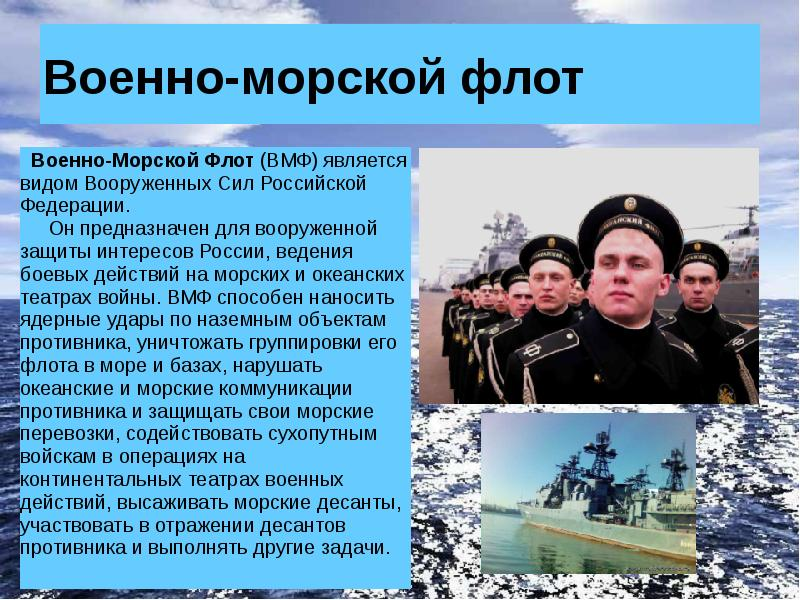 Военно-морской флот
Военно-Морской Флот (ВМФ) является
видом Вооруженных Сил Российской
Федерации.
Он предназначен для вооруженной
защиты интересов России, ведения
боевых действий на морских и океанских
театрах войны. ВМФ способен наносить
ядерные удары по наземным объектам
противника, уничтожать группировки его
флота в море и базах, нарушать
океанские и морские коммуникации
противника и защищать свои морские
перевозки, содействовать сухопутным
войскам в операциях на
континентальных театрах военных
действий, высаживать морские десанты,
участвовать в отражении десантов
противника и выполнять другие задачи.